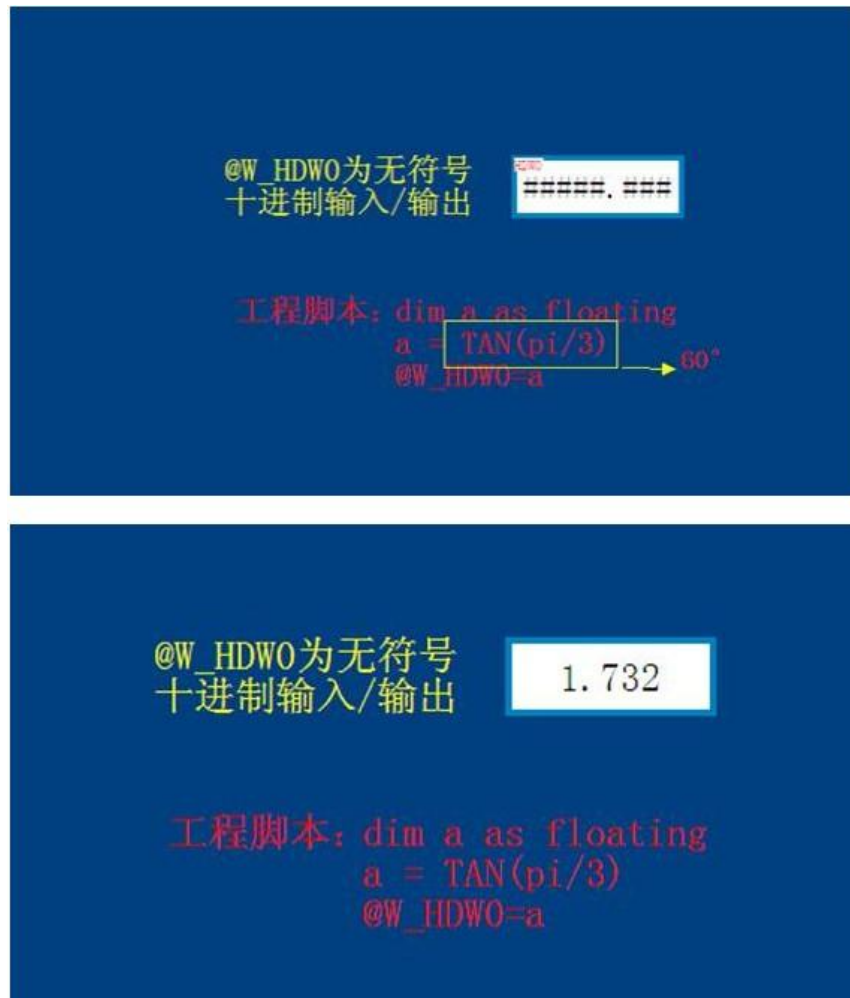 @W_HDW0为无符号
十进制输入/输出
#####.###
工程脚本：dim a as floating
a = TAN(pi/3)
60°
@W_HDW0=a
@W_HDW0为无符号
十进制输入/输出
1.732
工程脚本：dim a as floating
a = TAN(pi/3)
@W_HDW0=a